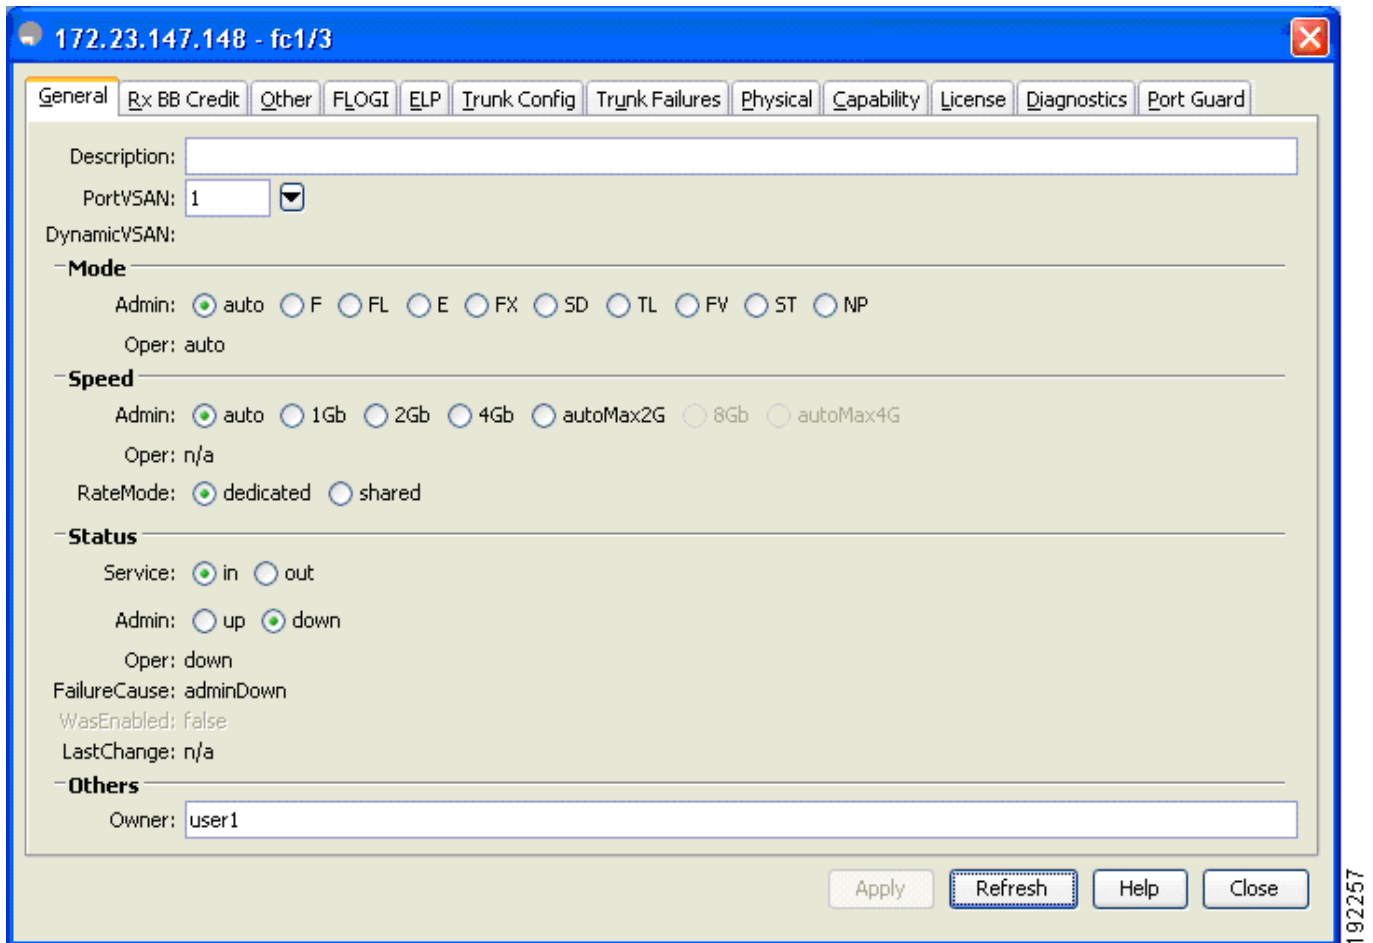 172.23.147.148 - fc1/3
General Rx BB Credit Other FLOGI ELP Trunk Config Trunk Failures Physical Capability License Diagnostics Port Guard
Description:
PortVSAN: 1
DynamicVSAN:
Mode
Admin: auto F FL E FX SD TL FV ST NP
Oper: auto
Speed
Admin: auto 1Gb 2Gb 4Gb autoMax2G 8Gb autoMax4G
Oper: n/a
RateMode: dedicated shared
Status
Service: in out
Admin: up down
Oper: down
FailureCause: adminDown
WasEnabled: false
LastChange: n/a
Others
Owner: user1
Apply Refresh Help Close
192257